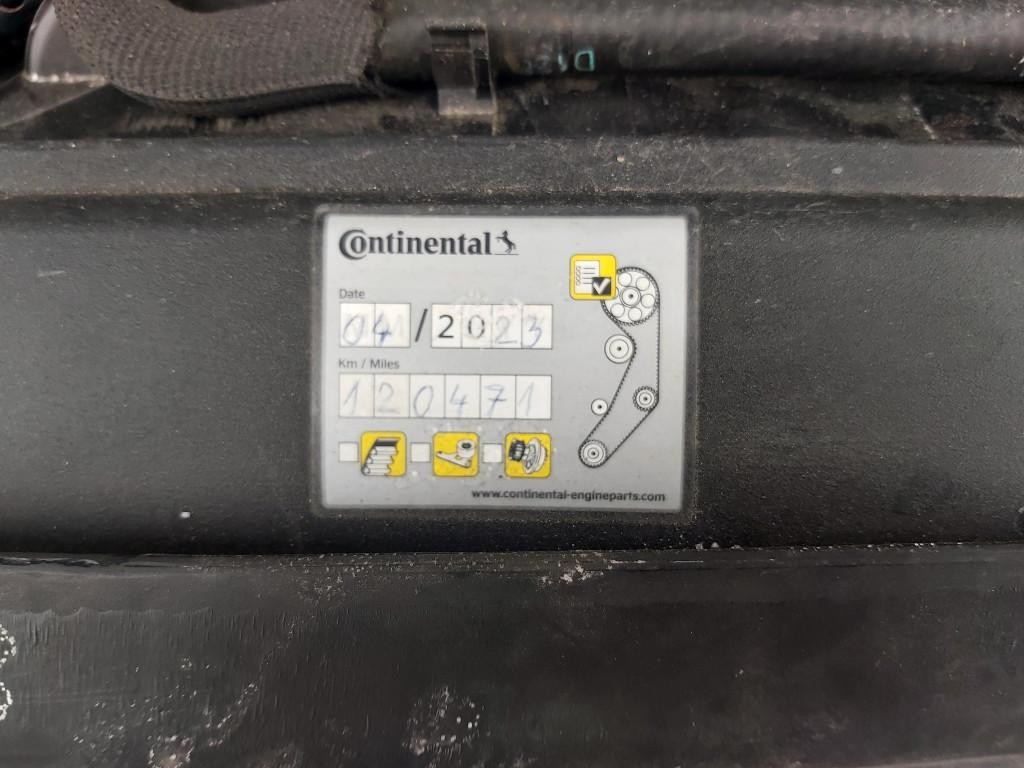 Continental
Date
04/2023
Km / Miles
120471
www.continental-engineparts.com